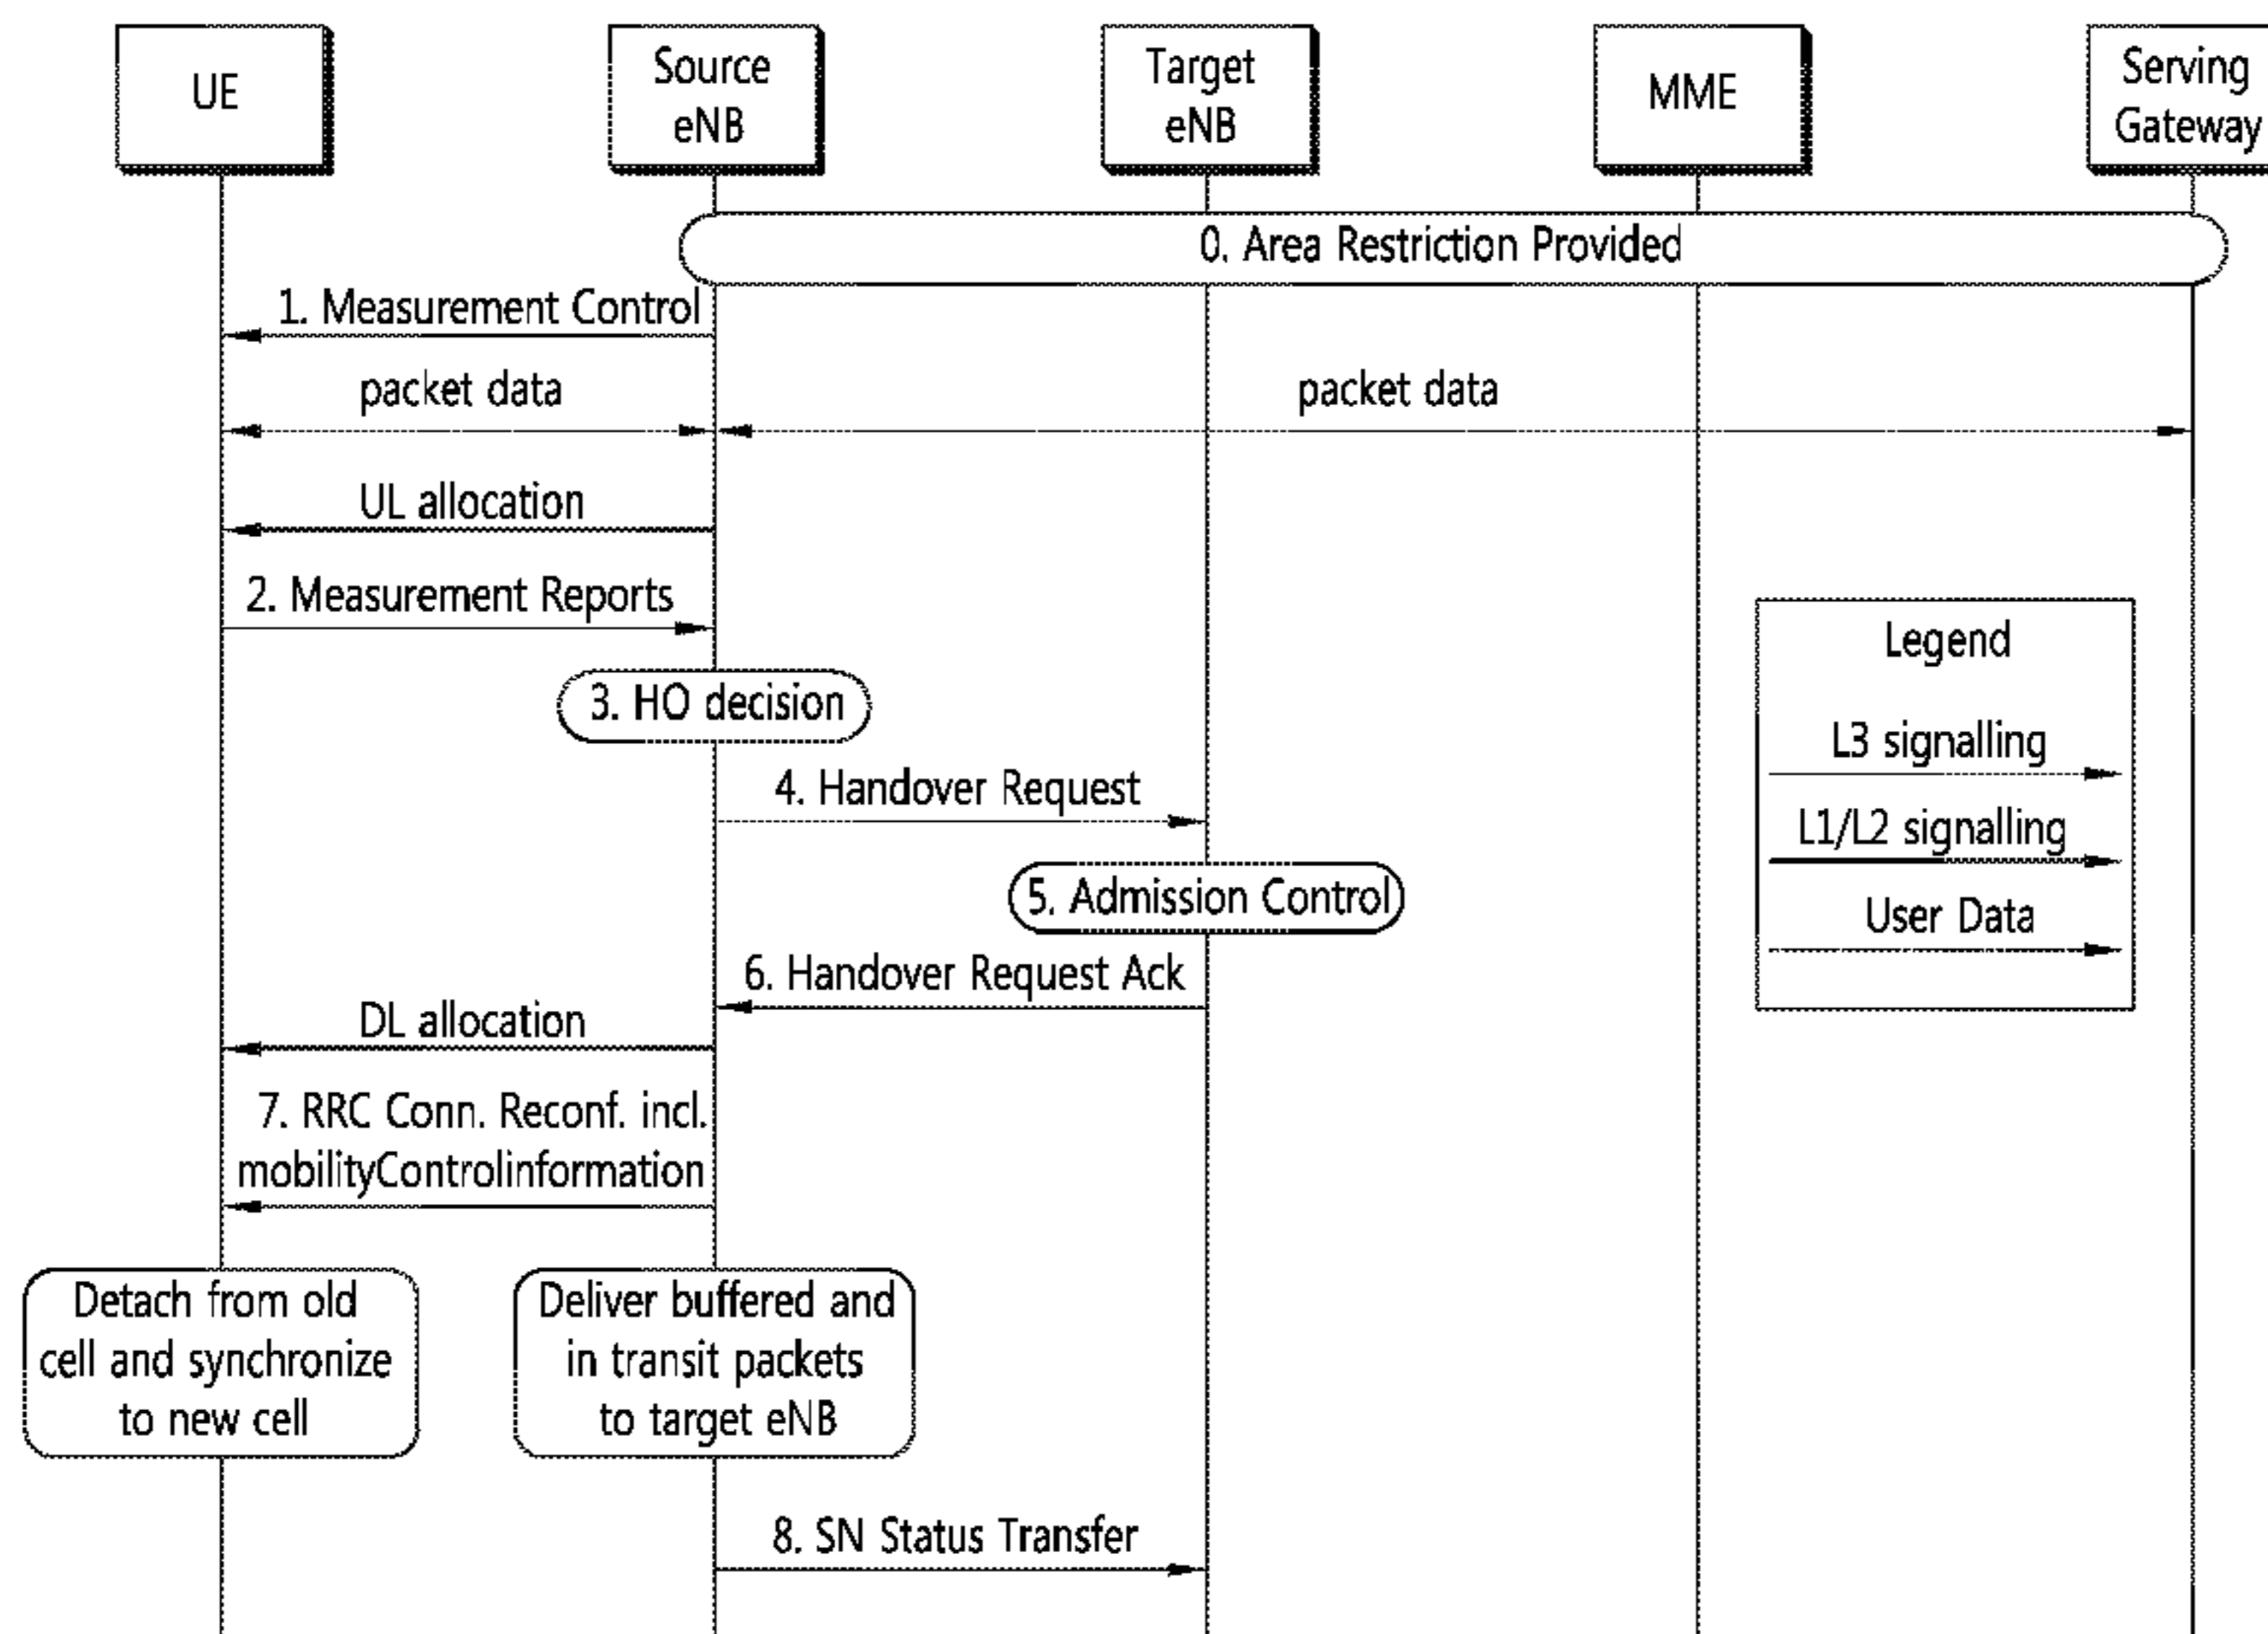 UE
Source
eNB
Target
eNB
MME
Serving
Gateway
0. Area Restriction Provided
1. Measurement Control
packet data
packet data
UL allocation
2. Measurement Reports
3. HO decision
4. Handover Request
5. Admission Control
6. Handover Request Ack
DL allocation
7. RRC Conn. Reconf. incl.
mobilityControlinformation
Detach from old
cell and synchronize
to new cell
Deliver buffered and
in transit packets
to target eNB
8. SN Status Transfer
Legend
L3 signalling
L1/L2 signalling
User Data